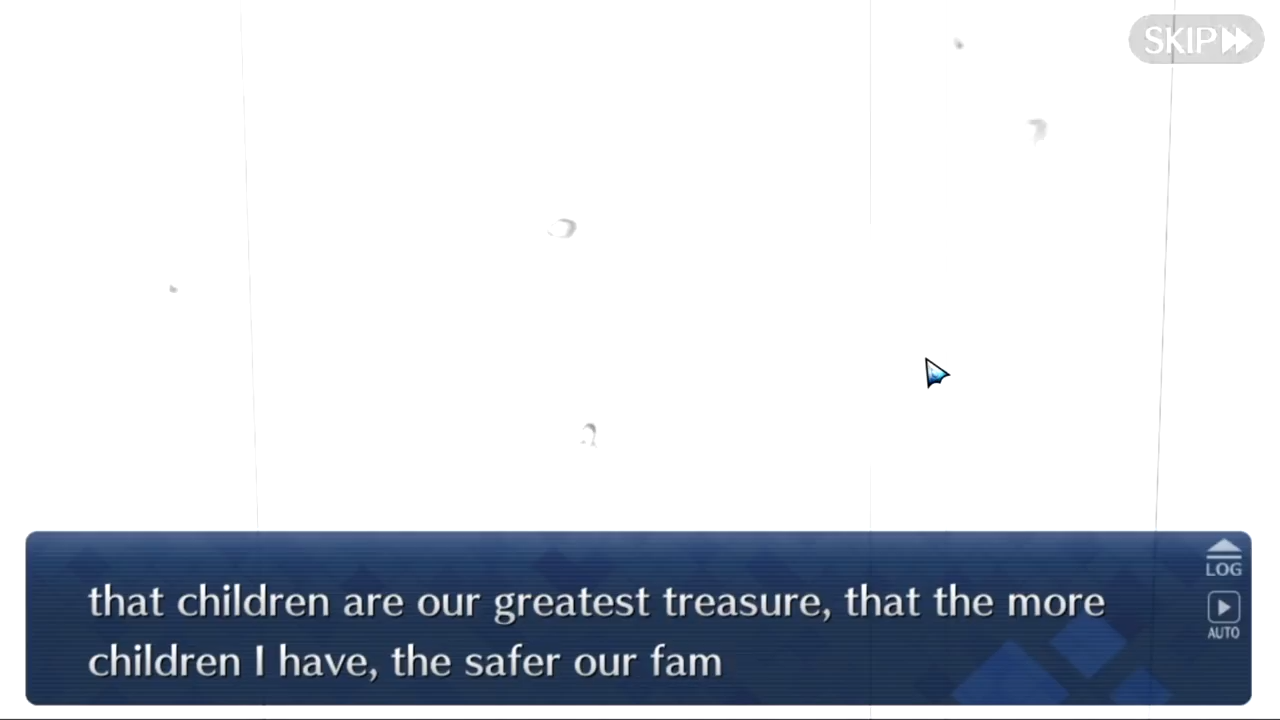 SKIP
that children are our greatest treasure, that the more
children I have, the safer our fam
LOG
AUTO